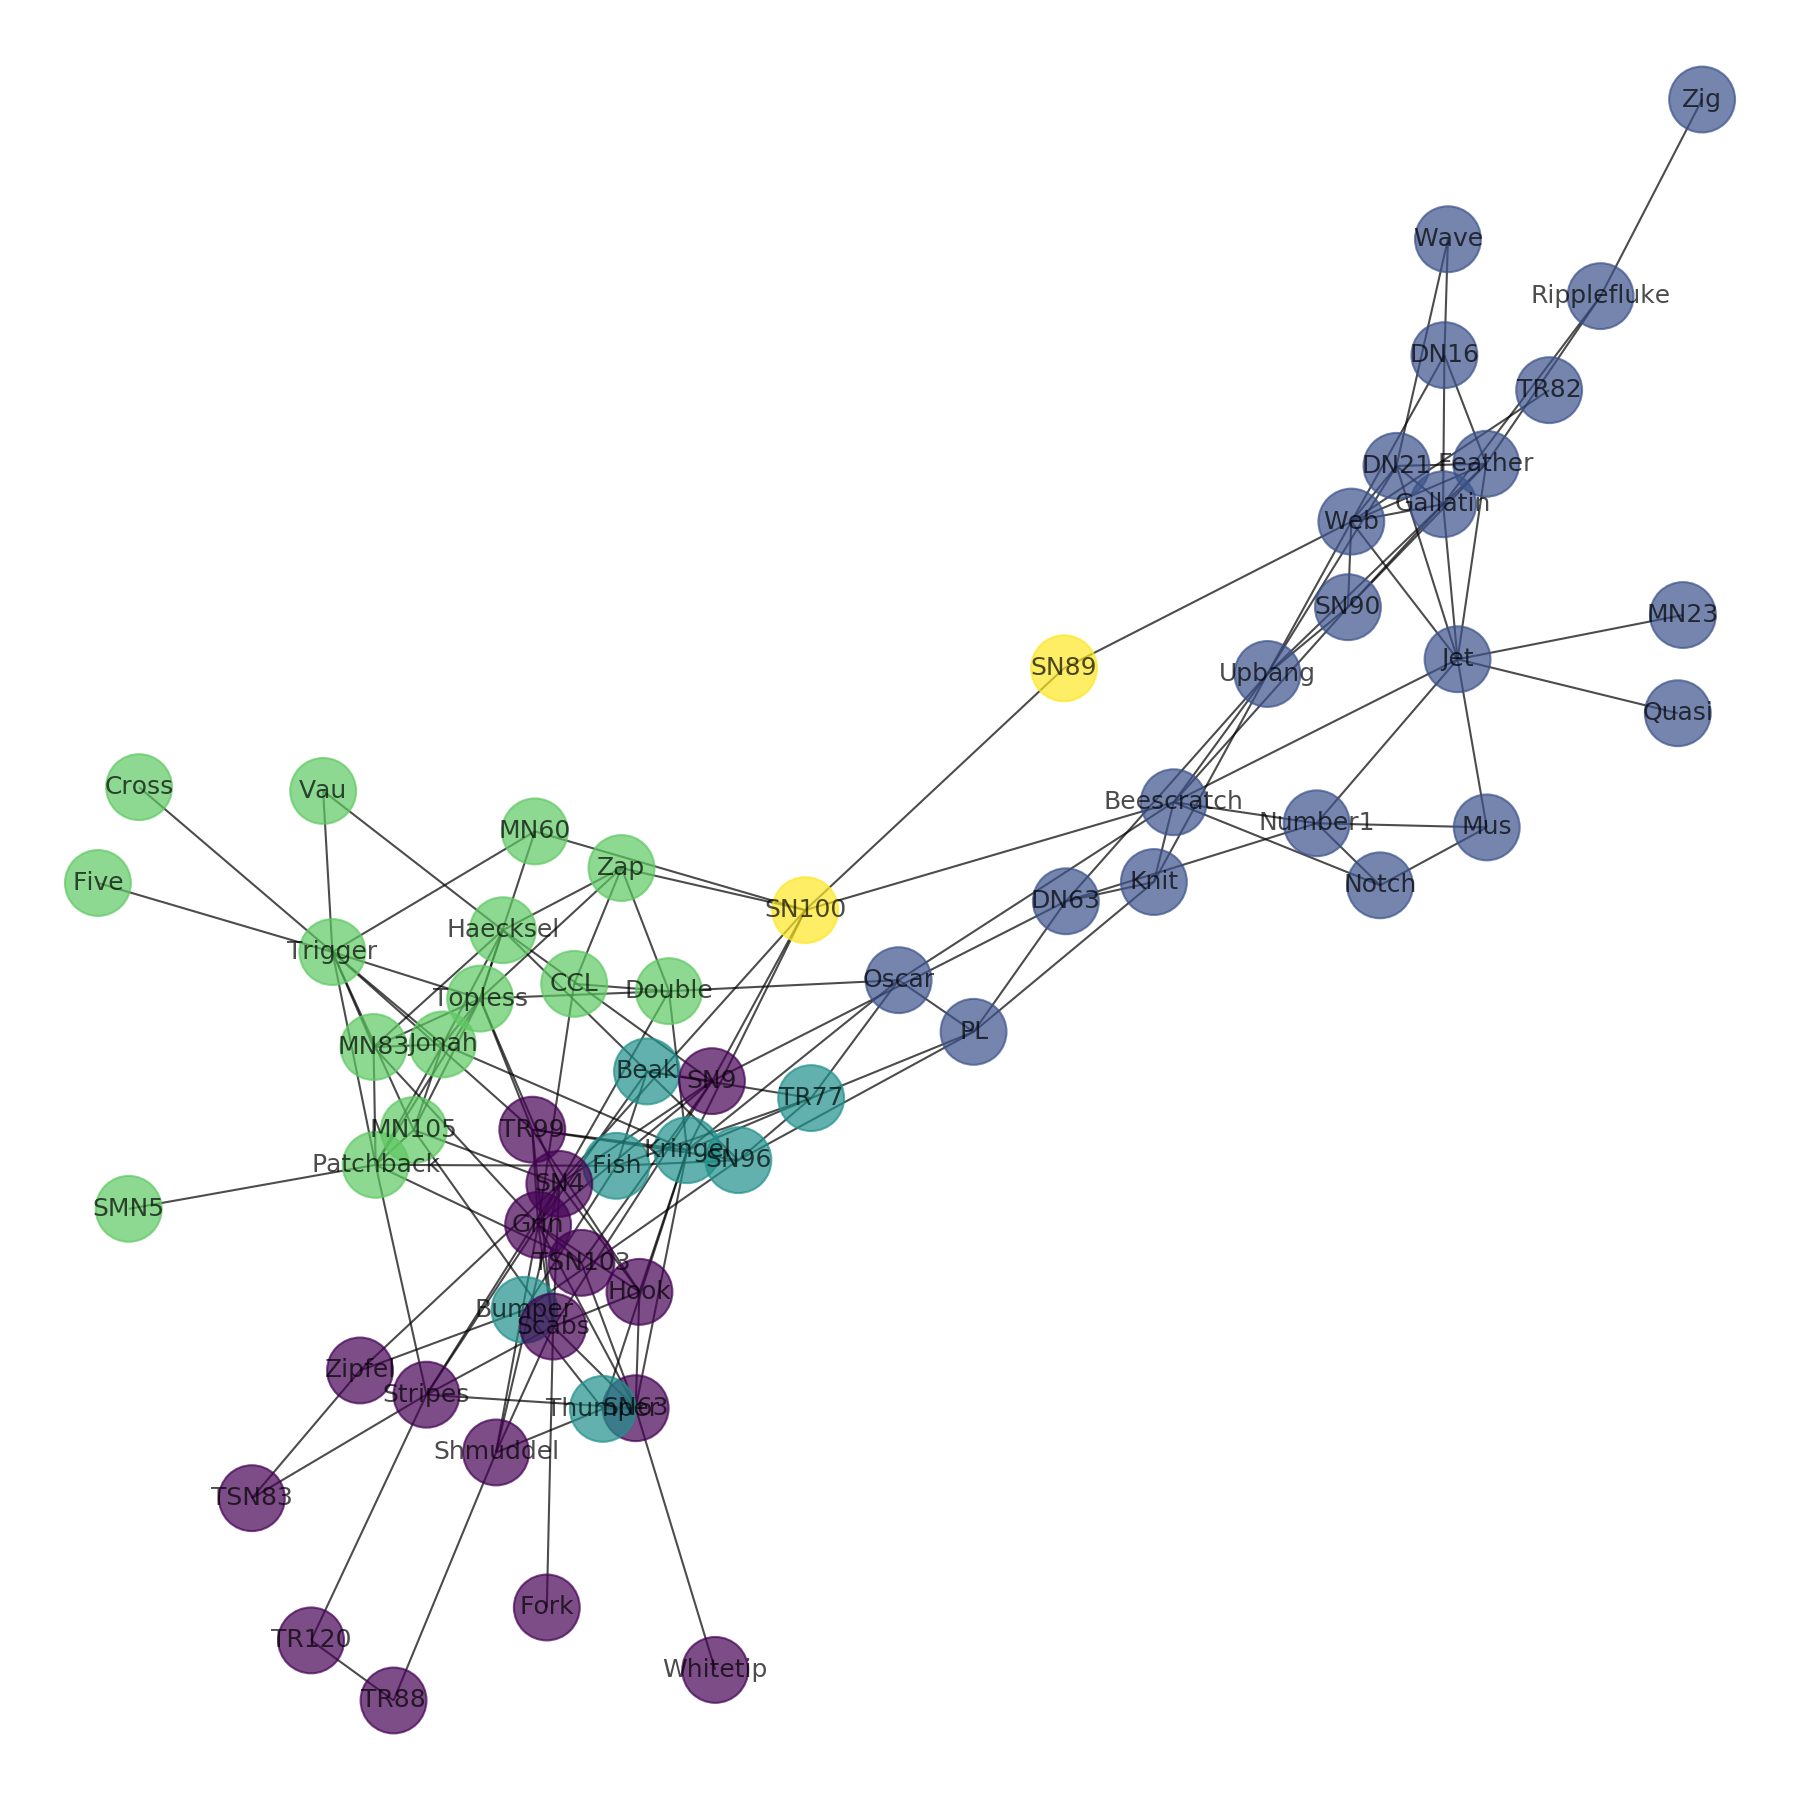 Zig
Wave
Ripplefluke
DN16
TR82
DN21
Feather
Gallatin
Web
SN90
MN23
Jet
SN89
Upbang
Quasi
Cross
Vau
Beescratch
Number1
Mus
MN60
Zap
Five
Knit
Notch
DN63
SN100
Haecksel
Trigger
Oscar
CCL
Double
Topless
PL
MN83
Jonah
Beak
SN9
TR77
MN105
TR99
Kringel
SN96
Patchback
Fish
SN4
SMN5
Grin
TSN103
Hook
Bumper
Scabs
Zipfel
Stripes
Thumper
SN63
Shmuddel
TSN83
Fork
TR120
Whitetip
TR88